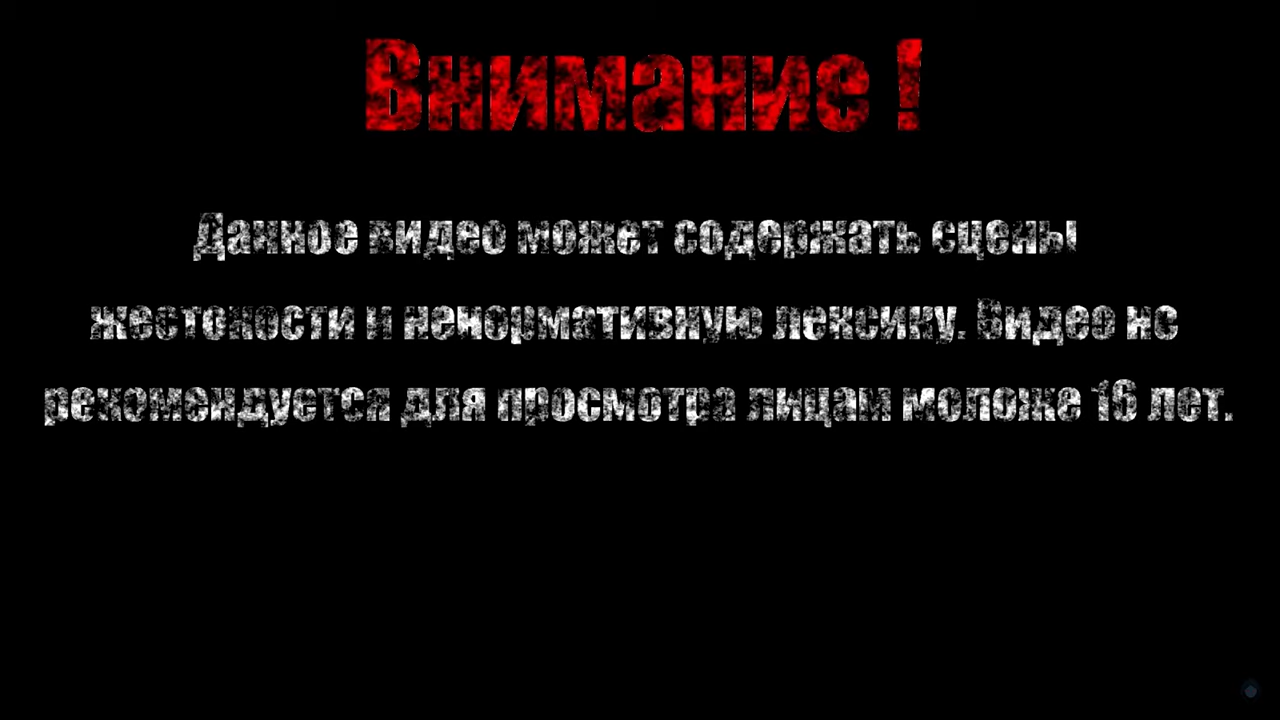 Внимание !
Данное видео может содержать сцены
жестокости и ненормативную лексику. Видео не
рекомендуется для просмотра лицам моложе 16 лет.